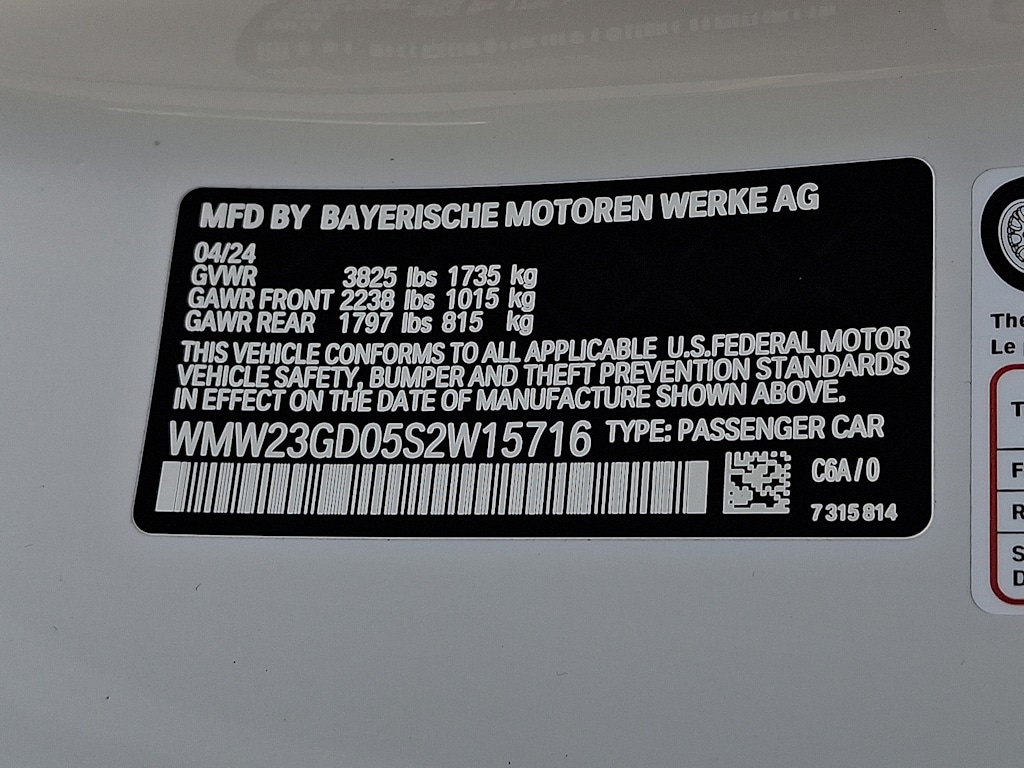 MFD BY BAYERISCHE MOTOREN WERKE AG
04/24
GVWR 3825 lbs 1735 kg
GAWR FRONT 2238 lbs 1015 kg
GAWR REAR 1797 lbs 815 kg
THIS VEHICLE CONFORMS TO ALL APPLICABLE U.S.FEDERAL MOTOR
VEHICLE SAFETY, BUMPER AND THEFT PREVENTION STANDARDS
IN EFFECT ON THE DATE OF MANUFACTURE SHOWN ABOVE.
WMW23GD05S2W15716 TYPE: PASSENGER CAR
C6A/0
7315814
The
Le